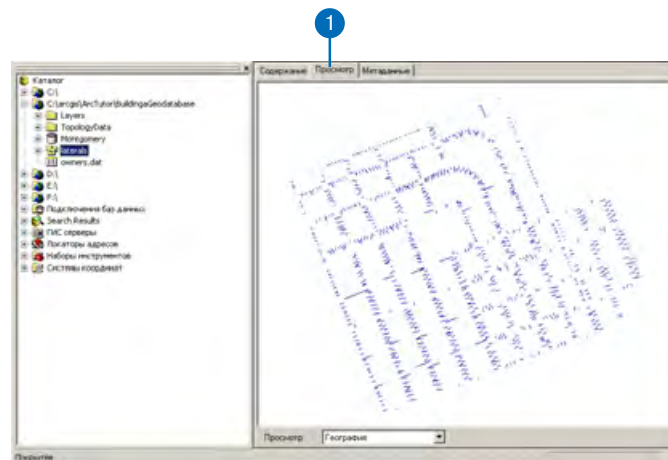 1
Содержание Просмотр Метаданные
Каталог
C:\
C:\arcgis\ArcTutor\BuildingaGeodatabase
Layers
TopologyData
Montgomery
laterals
owners.dat
D:\
E:\
F:\
Подключения баз данных
Search Results
ГИС серверы
Локаторы адресов
Наборы инструментов
Системы координат
Просмотр: География
Покрытие